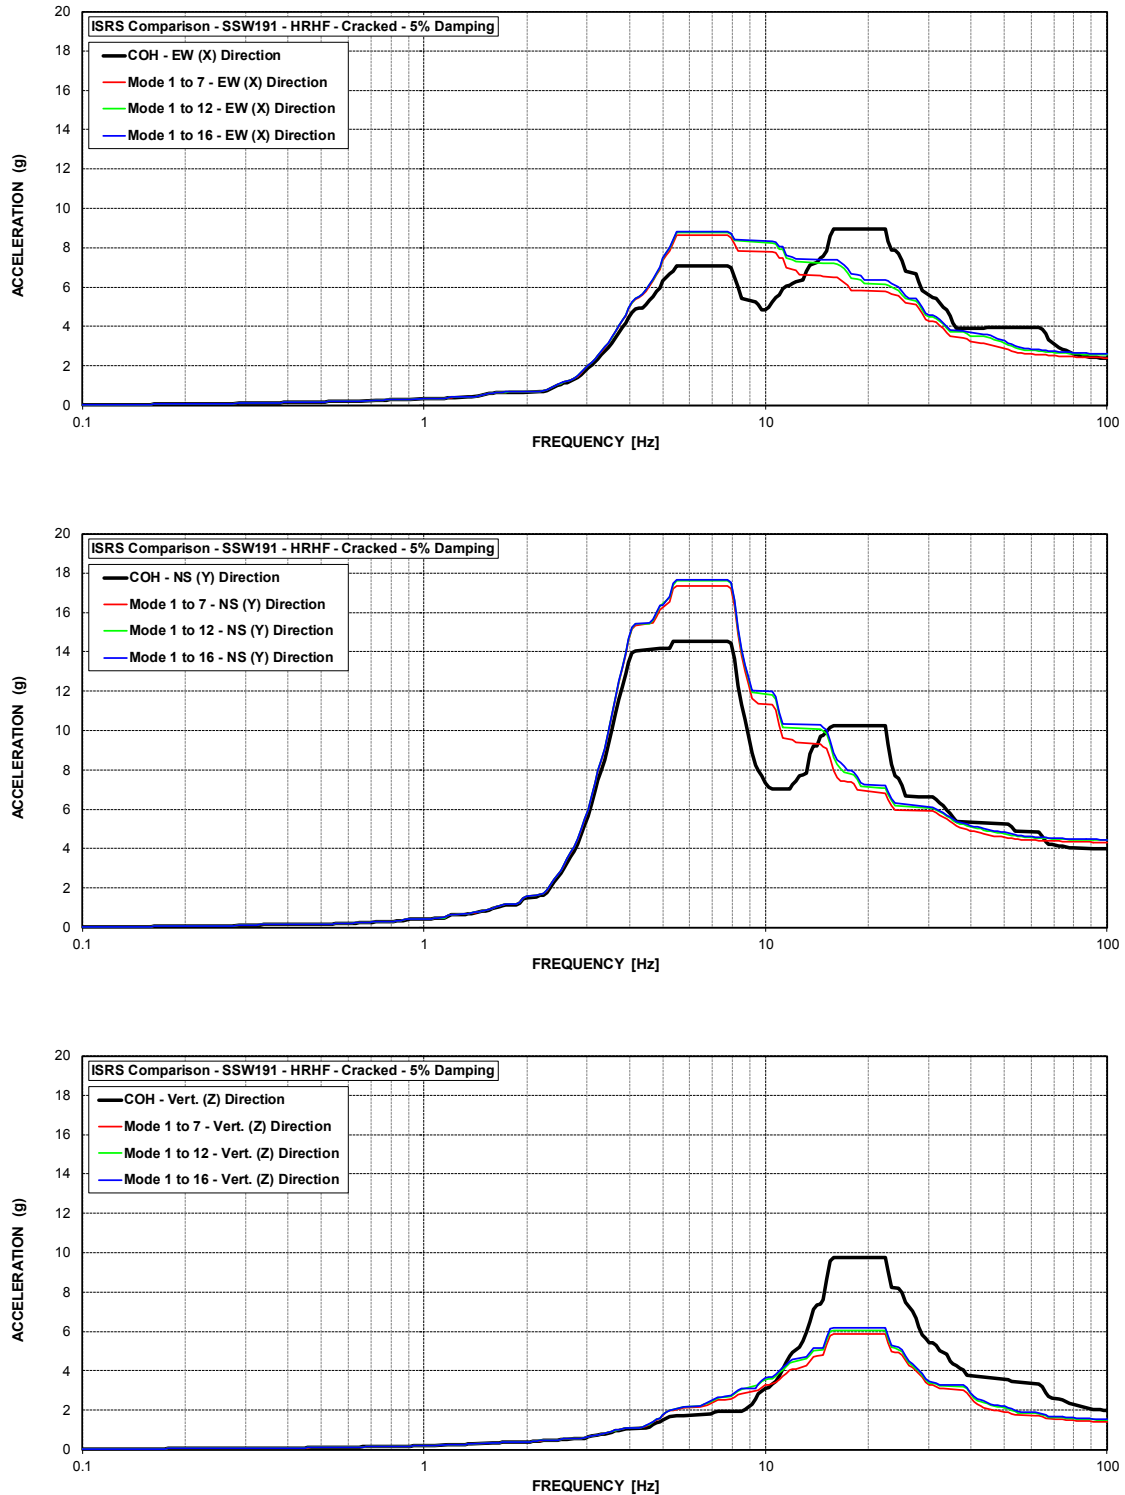 ISRS Comparison - SSW191 - HRHF - Cracked - 5% Damping
COH - EW (X) Direction
Mode 1 to 7 - EW (X) Direction
Mode 1 to 12 - EW (X) Direction
Mode 1 to 16 - EW (X) Direction
ACCELERATION (g)
20
18
16
14
12
10
8
6
4
2
0
0.1 1 10 100
FREQUENCY [Hz]
ISRS Comparison - SSW191 - HRHF - Cracked - 5% Damping
COH - NS (Y) Direction
Mode 1 to 7 - NS (Y) Direction
Mode 1 to 12 - NS (Y) Direction
Mode 1 to 16 - NS (Y) Direction
ACCELERATION (g)
20
18
16
14
12
10
8
6
4
2
0
0.1 1 10 100
FREQUENCY [Hz]
ISRS Comparison - SSW191 - HRHF - Cracked - 5% Damping
COH - Vert. (Z) Direction
Mode 1 to 7 - Vert. (Z) Direction
Mode 1 to 12 - Vert. (Z) Direction
Mode 1 to 16 - Vert. (Z) Direction
ACCELERATION (g)
20
18
16
14
12
10
8
6
4
2
0
0.1 1 10 100
FREQUENCY [Hz]